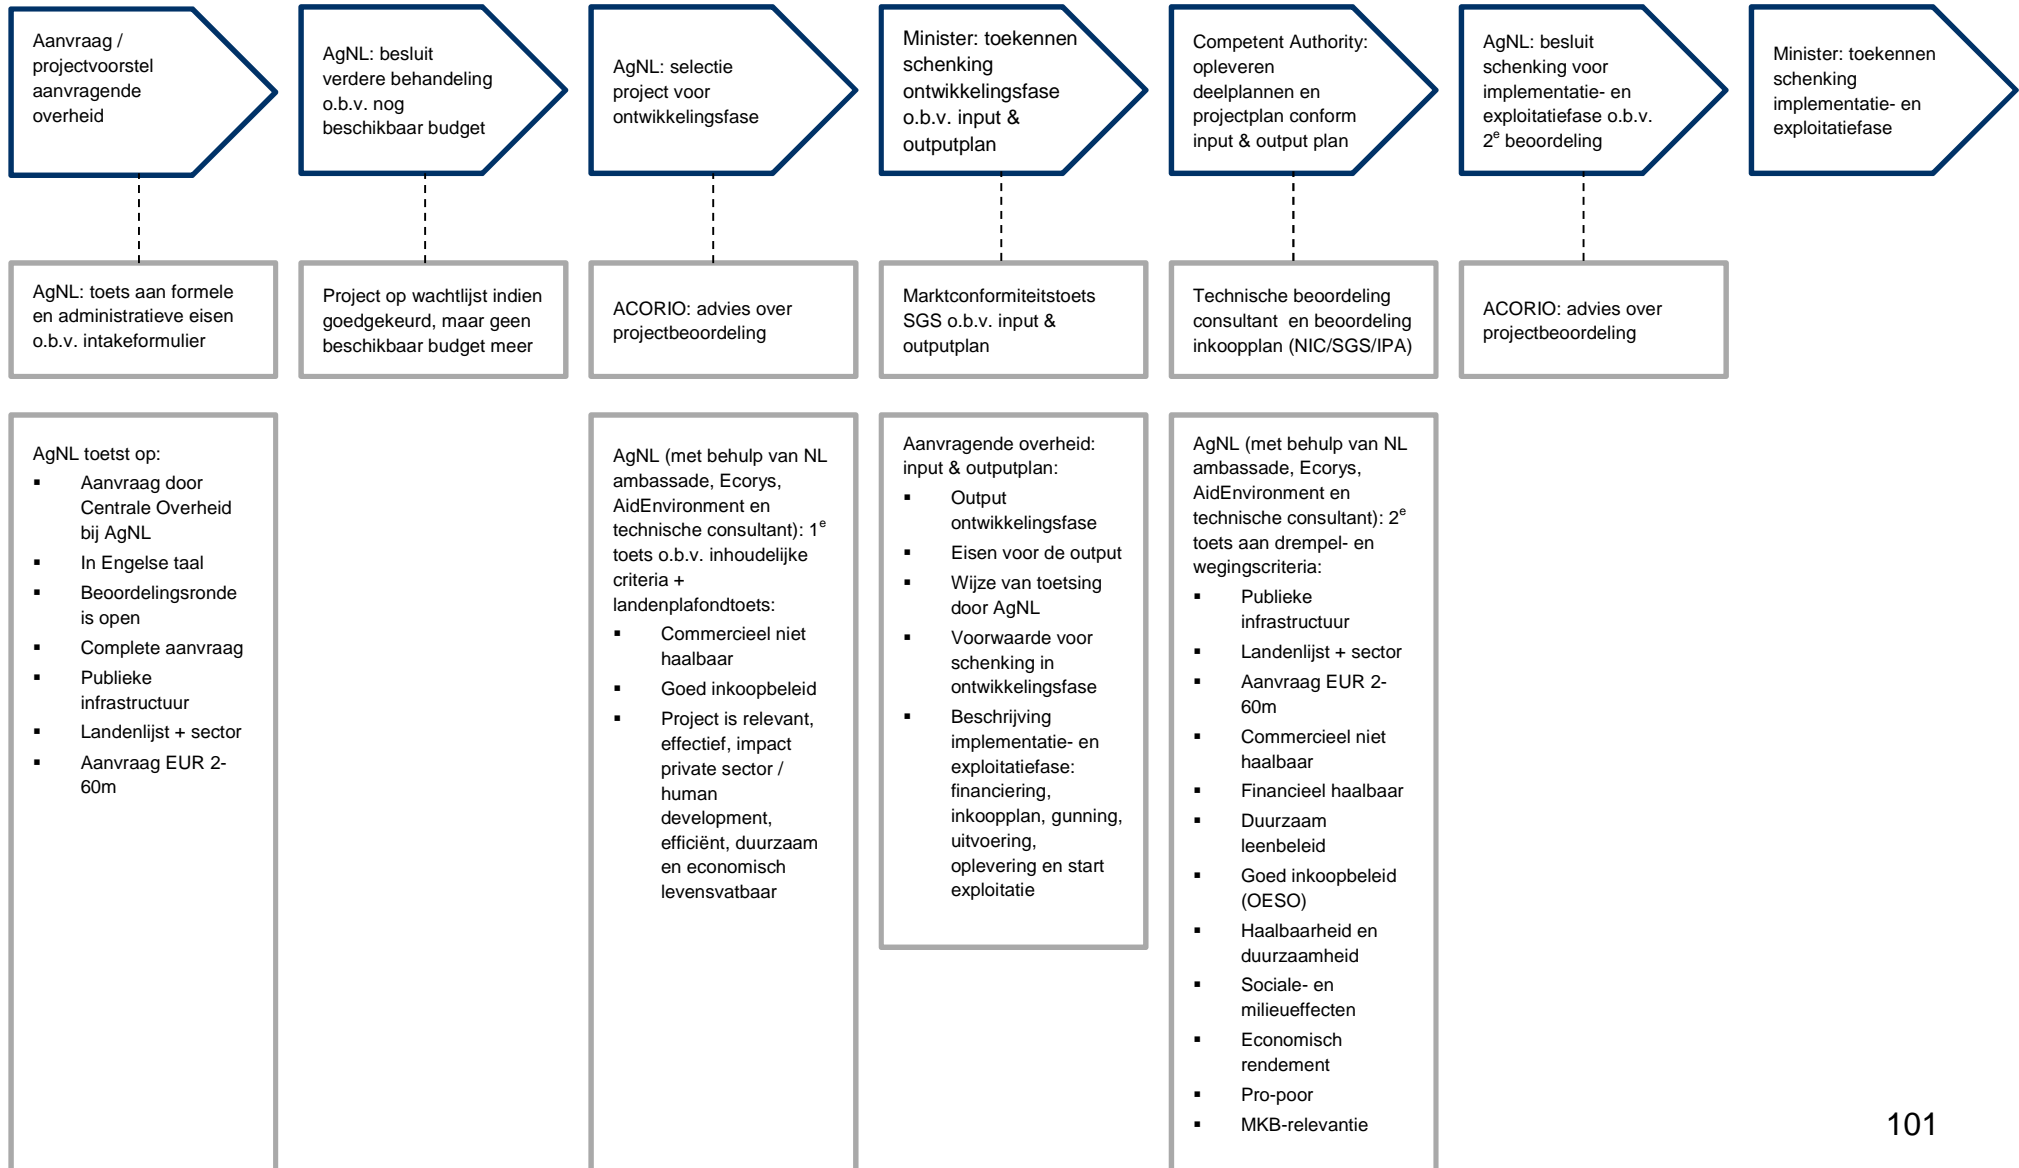 Aanvraag /
projectvoorstel
aanvragende
overheid
AgNL: besluit
verdere behandeling
o.b.v. nog
beschikbaar budget
AgNL: selectie
project voor
ontwikkelingsfase
Minister: toekennen
schenking
ontwikkelingsfase
o.b.v. input &
outputplan
Competent Authority:
opleveren
deelplannen en
projectplan conform
input & output plan
AgNL: besluit
schenking voor
implementatie- en
exploitatiefase o.b.v.
2e beoordeling
Minister: toekennen
schenking
implementatie- en
exploitatiefase
AgNL: toets aan formele
en administratieve eisen
o.b.v. intakeformulier
Project op wachtlijst indien
goedgekeurd, maar geen
beschikbaar budget meer
ACORIO: advies over
projectbeoordeling
Marktconformiteitstoets
SGS o.b.v. input &
outputplan
Technische beoordeling
consultant en beoordeling
inkoopplan (NIC/SGS/IPA)
ACORIO: advies over
projectbeoordeling
AgNL toetst op:
▪ Aanvraag door
Centrale Overheid
bij AgNL
▪ In Engelse taal
▪ Beoordelingsronde
is open
▪ Complete aanvraag
▪ Publieke
infrastructuur
▪ Landenlijst + sector
▪ Aanvraag EUR 2-
60m
AgNL (met behulp van NL
ambassade, Ecorys,
AidEnvironment en
technische consultant): 1e
toets o.b.v. inhoudelijke
criteria +
landenplafondtoets:
▪ Commercieel niet
haalbaar
▪ Goed inkoopbeleid
▪ Project is relevant,
effectief, impact
private sector /
human
development,
efficiënt, duurzaam
en economisch
levensvatbaar
Aanvragende overheid:
input & outputplan:
▪ Output
ontwikkelingsfase
▪ Eisen voor de output
▪ Wijze van toetsing
door AgNL
▪ Voorwaarde voor
schenking in
ontwikkelingsfase
▪ Beschrijving
implementatie- en
exploitatiefase:
financiering,
inkoopplan, gunning,
uitvoering,
oplevering en start
exploitatie
AgNL (met behulp van NL
ambassade, Ecorys,
AidEnvironment en
technische consultant): 2e
toets aan drempel- en
wegingscriteria:
▪ Publieke
infrastructuur
▪ Landenlijst + sector
▪ Aanvraag EUR 2-
60m
▪ Commercieel niet
haalbaar
▪ Financieel haalbaar
▪ Duurzaam
leenbeleid
▪ Goed inkoopbeleid
(OESO)
▪ Haalbaarheid en
duurzaamheid
▪ Sociale- en
milieueffecten
▪ Economisch
rendement
▪ Pro-poor
▪ MKB-relevantie
101